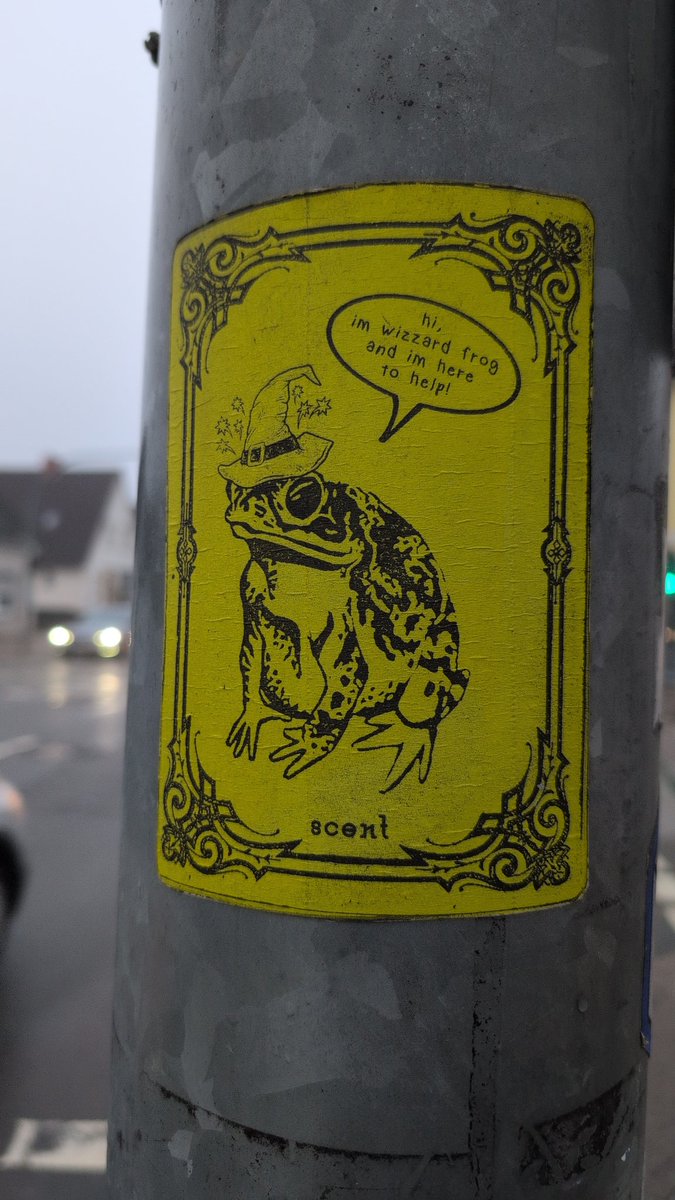 hi,
im wizzard frog
and im here
to help!
scent